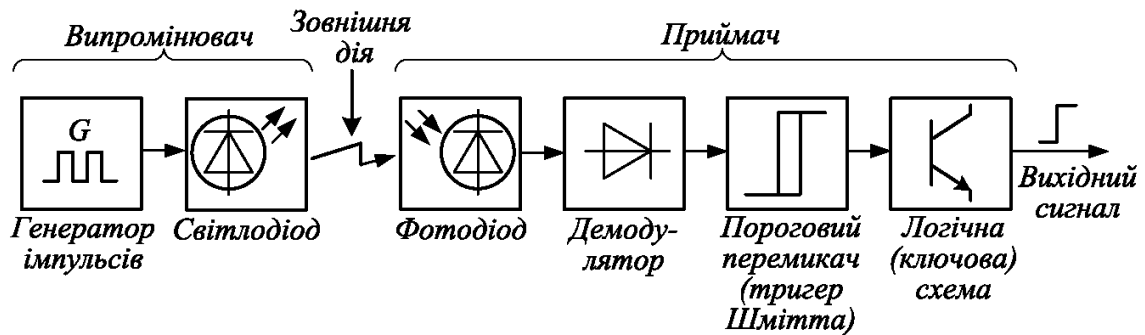 Випромінювач
Зовнішня
дія
Приймач
G
Генератор
імпульсів
Світлодіод
Фотодіод
Демоду-
лятор
Пороговий
перемикач
(тригер
Шмітта)
Логічна
(ключова)
схема
Вихідний
сигнал